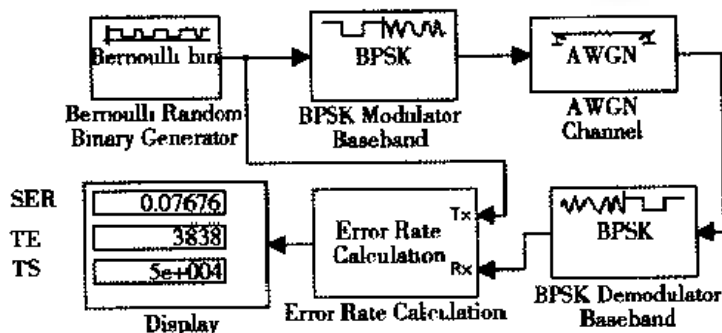 Bernoulli bin
BPSK
AWGN
Bernoulli Random
Binary Generator
BPSK Modulator
Baseband
AWGN
Channel
SER
0.07676
TE
3838
TS
5e+004
Display
Error Rate
Calculation
Tx
Rx
Error Rate Calculation
BPSK
BPSK Demodulator
Baseband